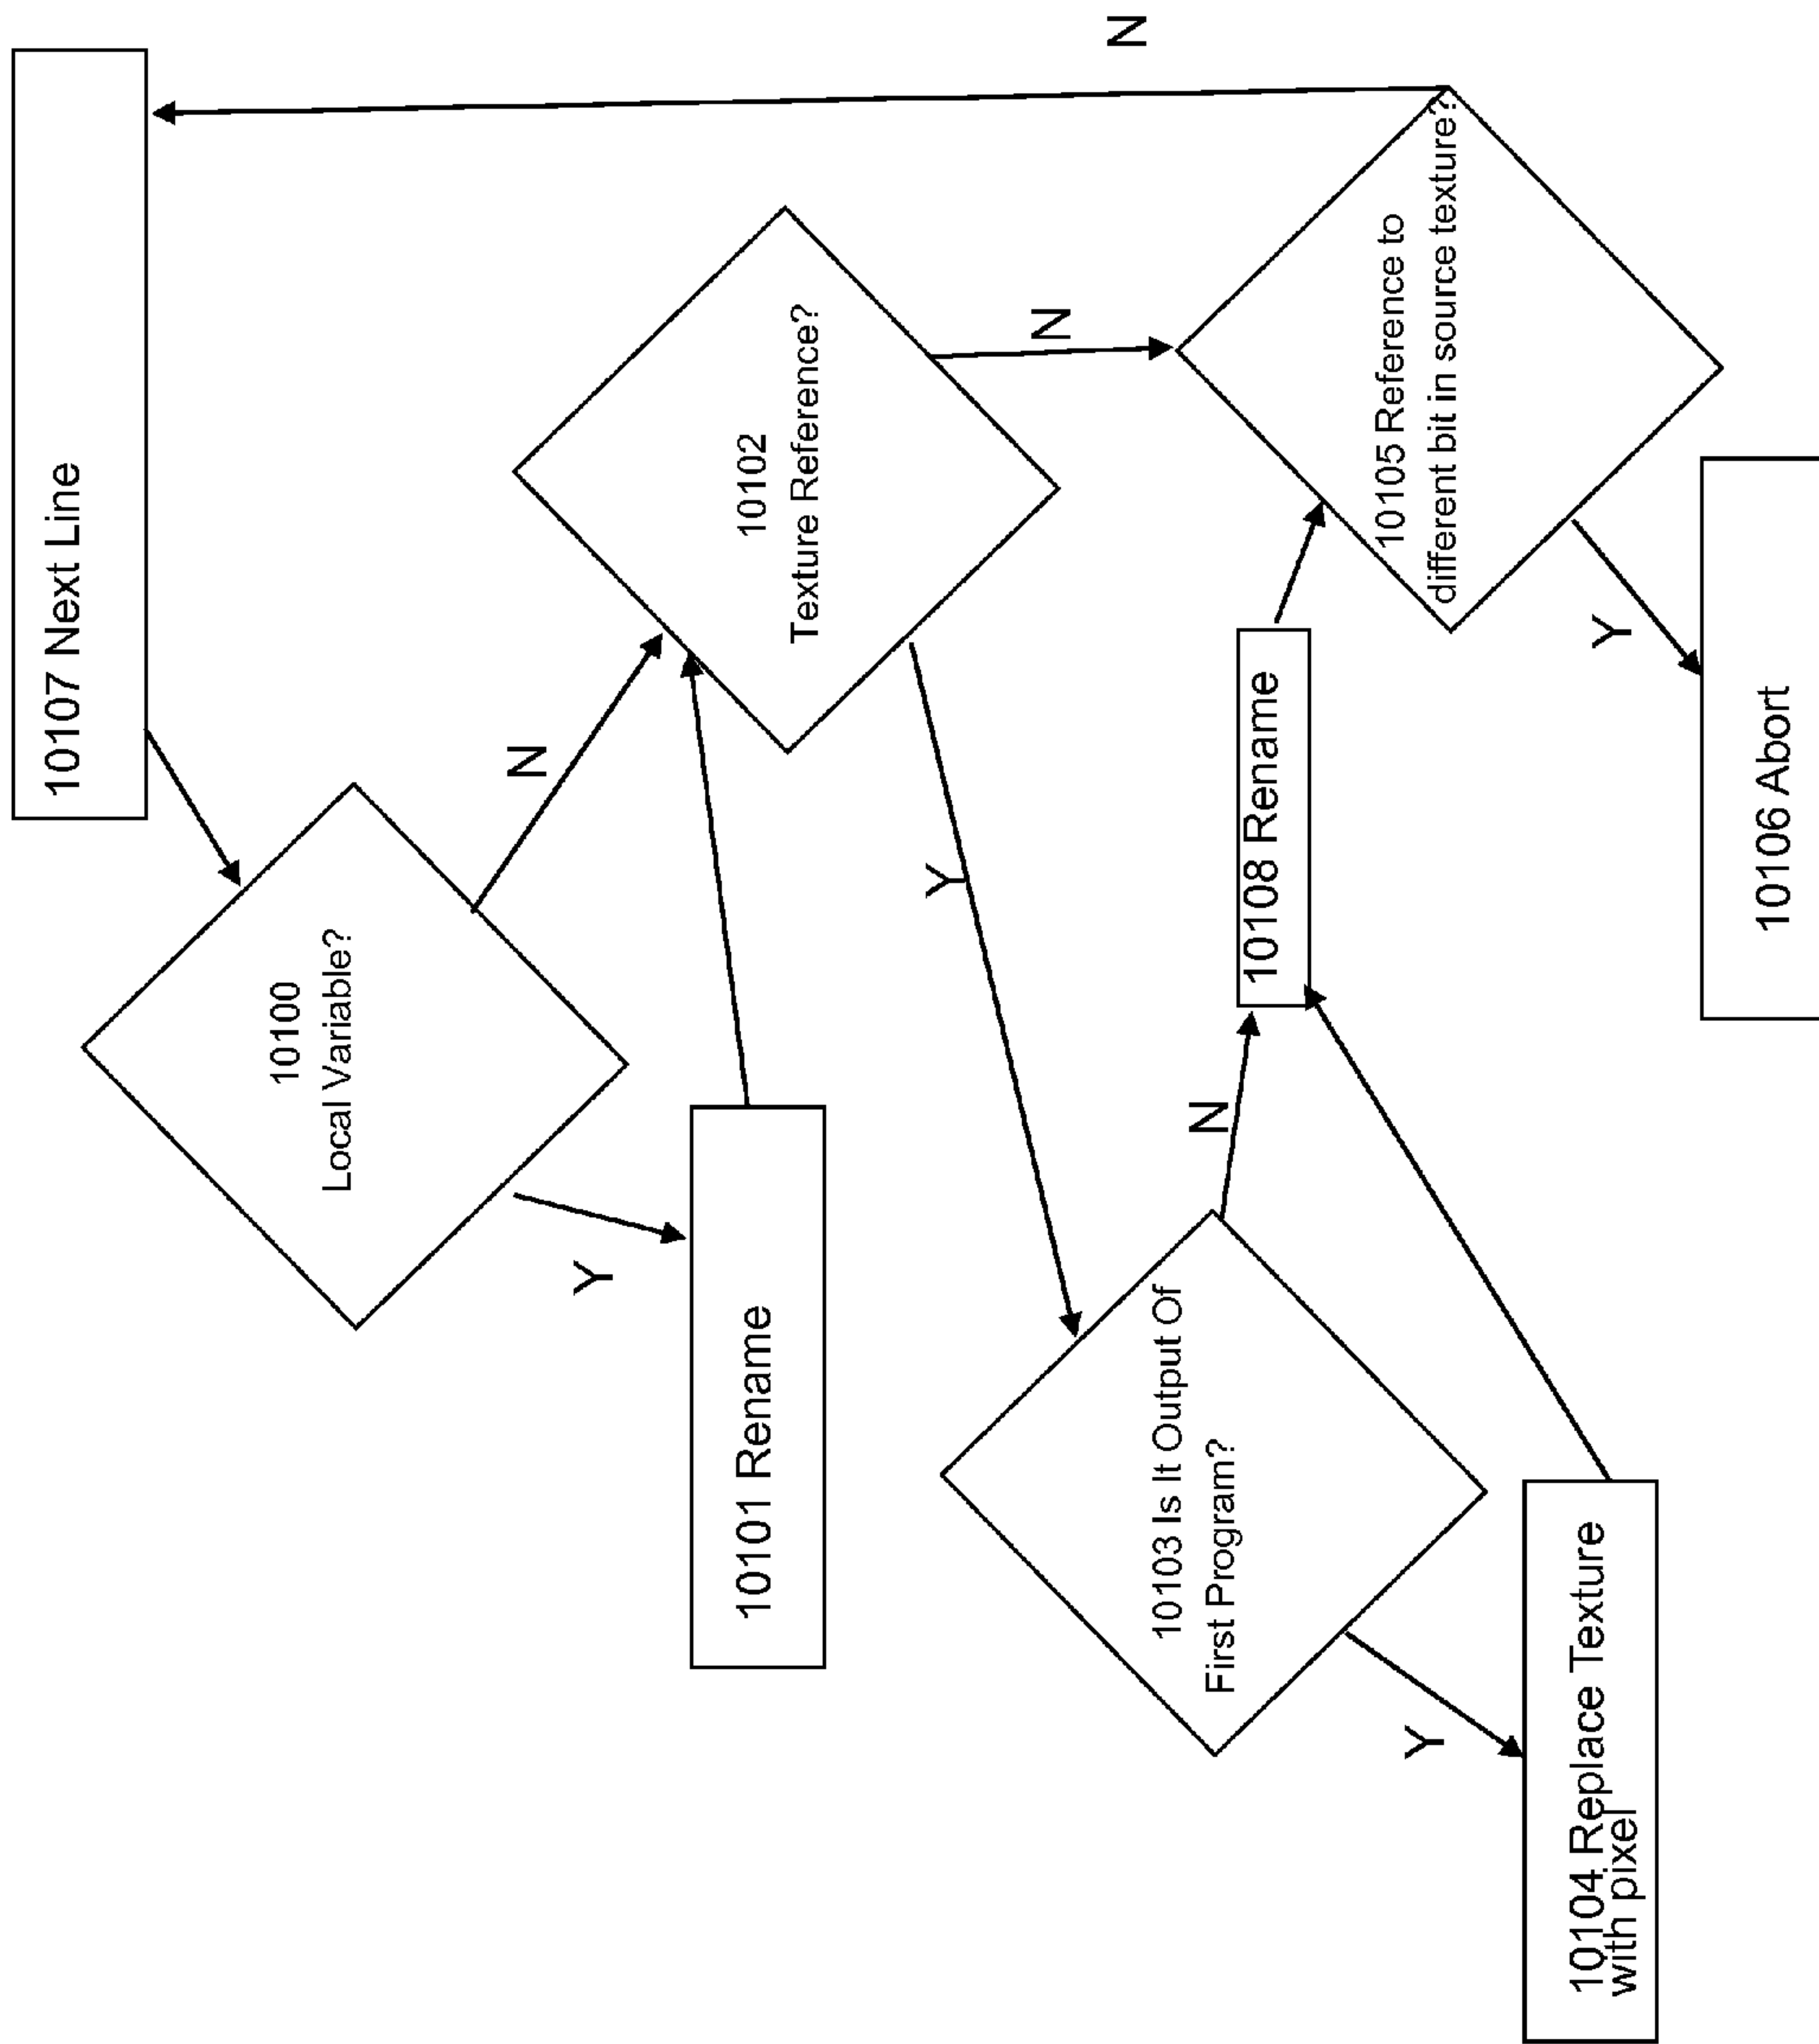 10107 Next Line
10100
Local Variable?
N
Y
10101 Rename
10102
Texture Reference?
N
Y
10103 Is It Output Of
First Program?
N
Y
10104 Replace Texture
with pixel
10108 Rename
10105 Reference to
different bit in source texture?
N
Y
10106 Abort